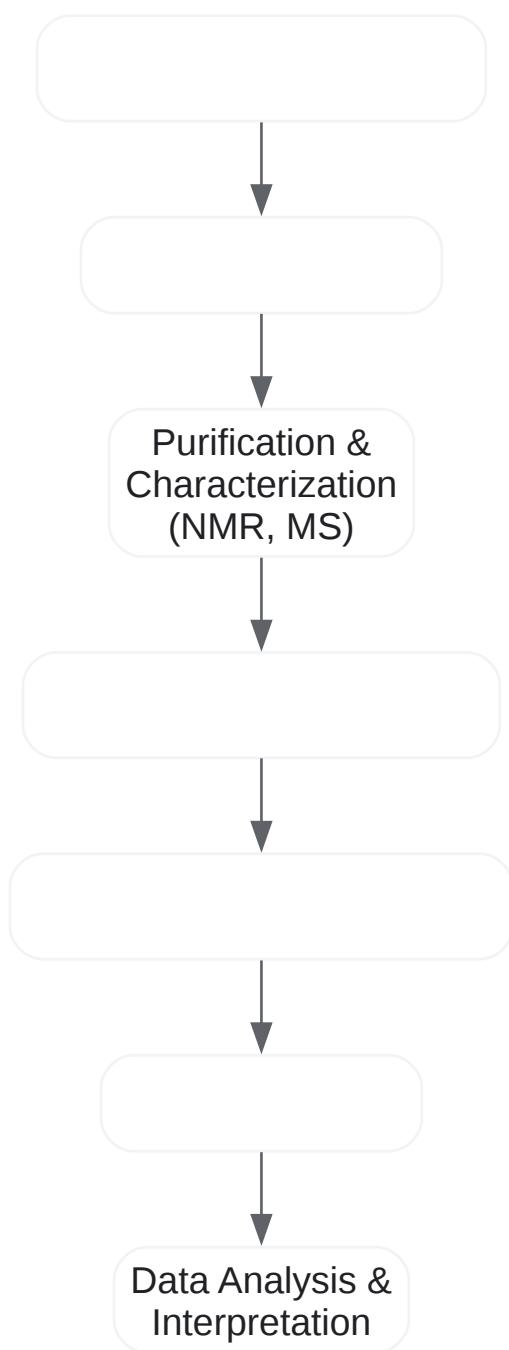 Purification &
Characterization
(NMR, MS)
Data Analysis &
Interpretation